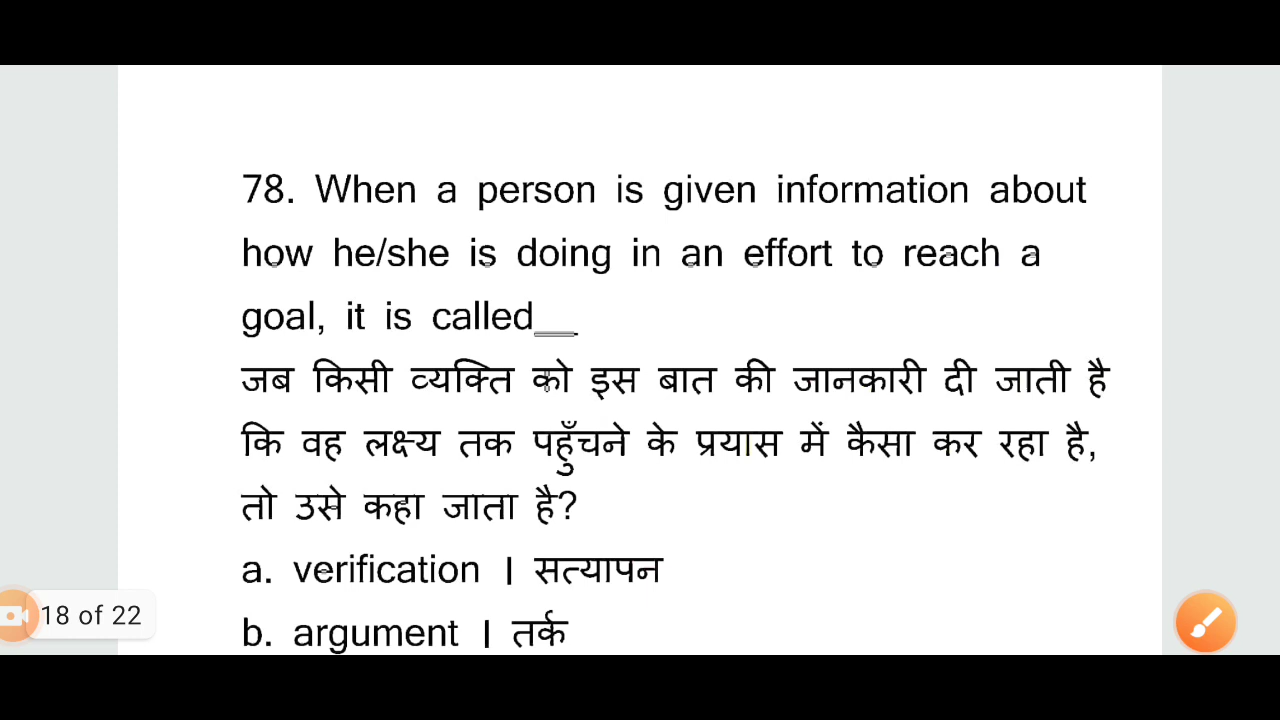 78. When a person is given information about
how he/she is doing in an effort to reach a
goal, it is called__
जब किसी व्यक्ति को इस बात की जानकारी दी जाती है
कि वह लक्ष्य तक पहुँचने के प्रयास में कैसा कर रहा है,
तो उसे कहा जाता है?
a. verification | सत्यापन
18 of 22
b. argument | तर्क